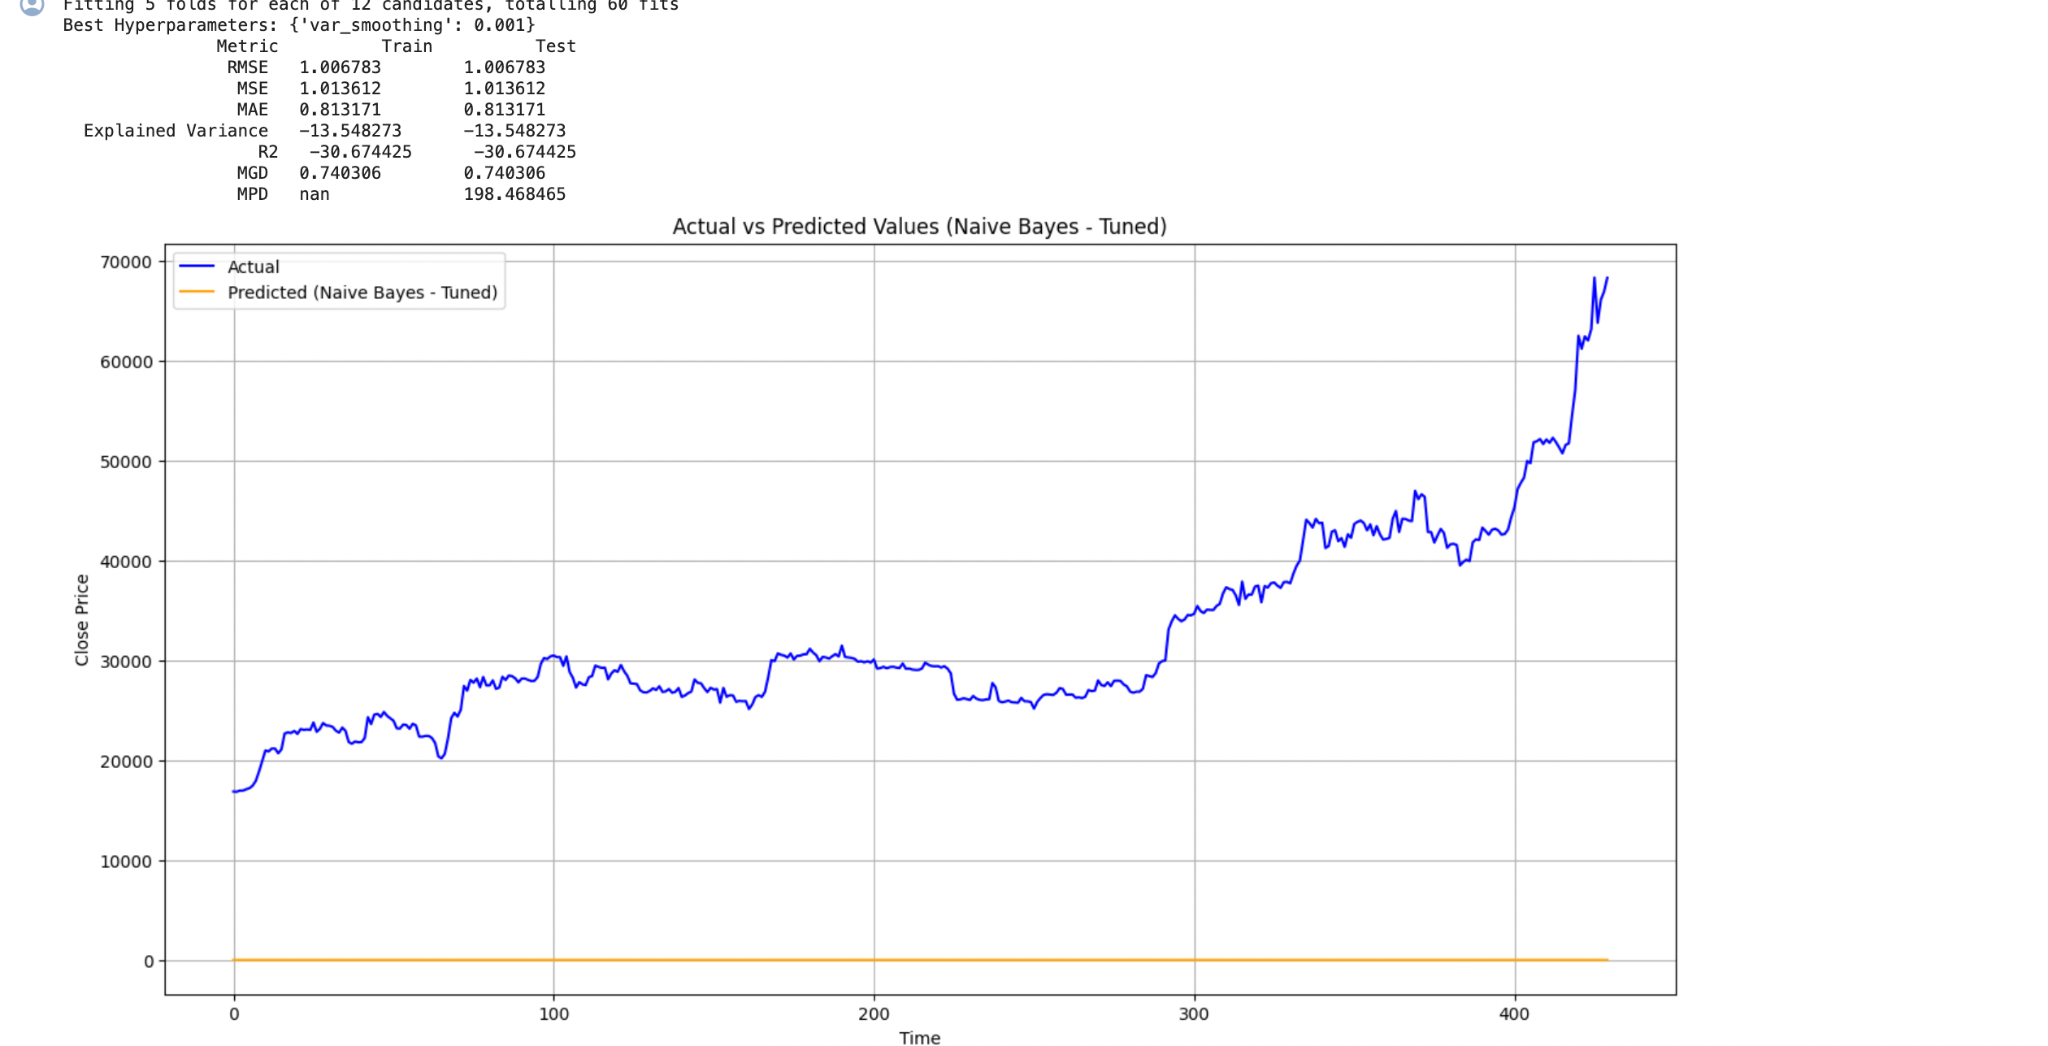 Fitting 5 folds for each of 12 candidates, totalling 60 fits
Best Hyperparameters: {'var_smoothing': 0.001}
Metric Train Test
RMSE 1.006783 1.006783
MSE 1.013612 1.013612
MAE 0.813171 0.813171
Explained Variance -13.548273 -13.548273
R2 -30.674425 -30.674425
MGD 0.740306 0.740306
MPD nan 198.468465
Actual vs Predicted Values (Naive Bayes - Tuned)
Actual
Predicted (Naive Bayes - Tuned)
70000
60000
50000
40000
30000
20000
10000
0
Close Price
0 100 200 300 400
Time